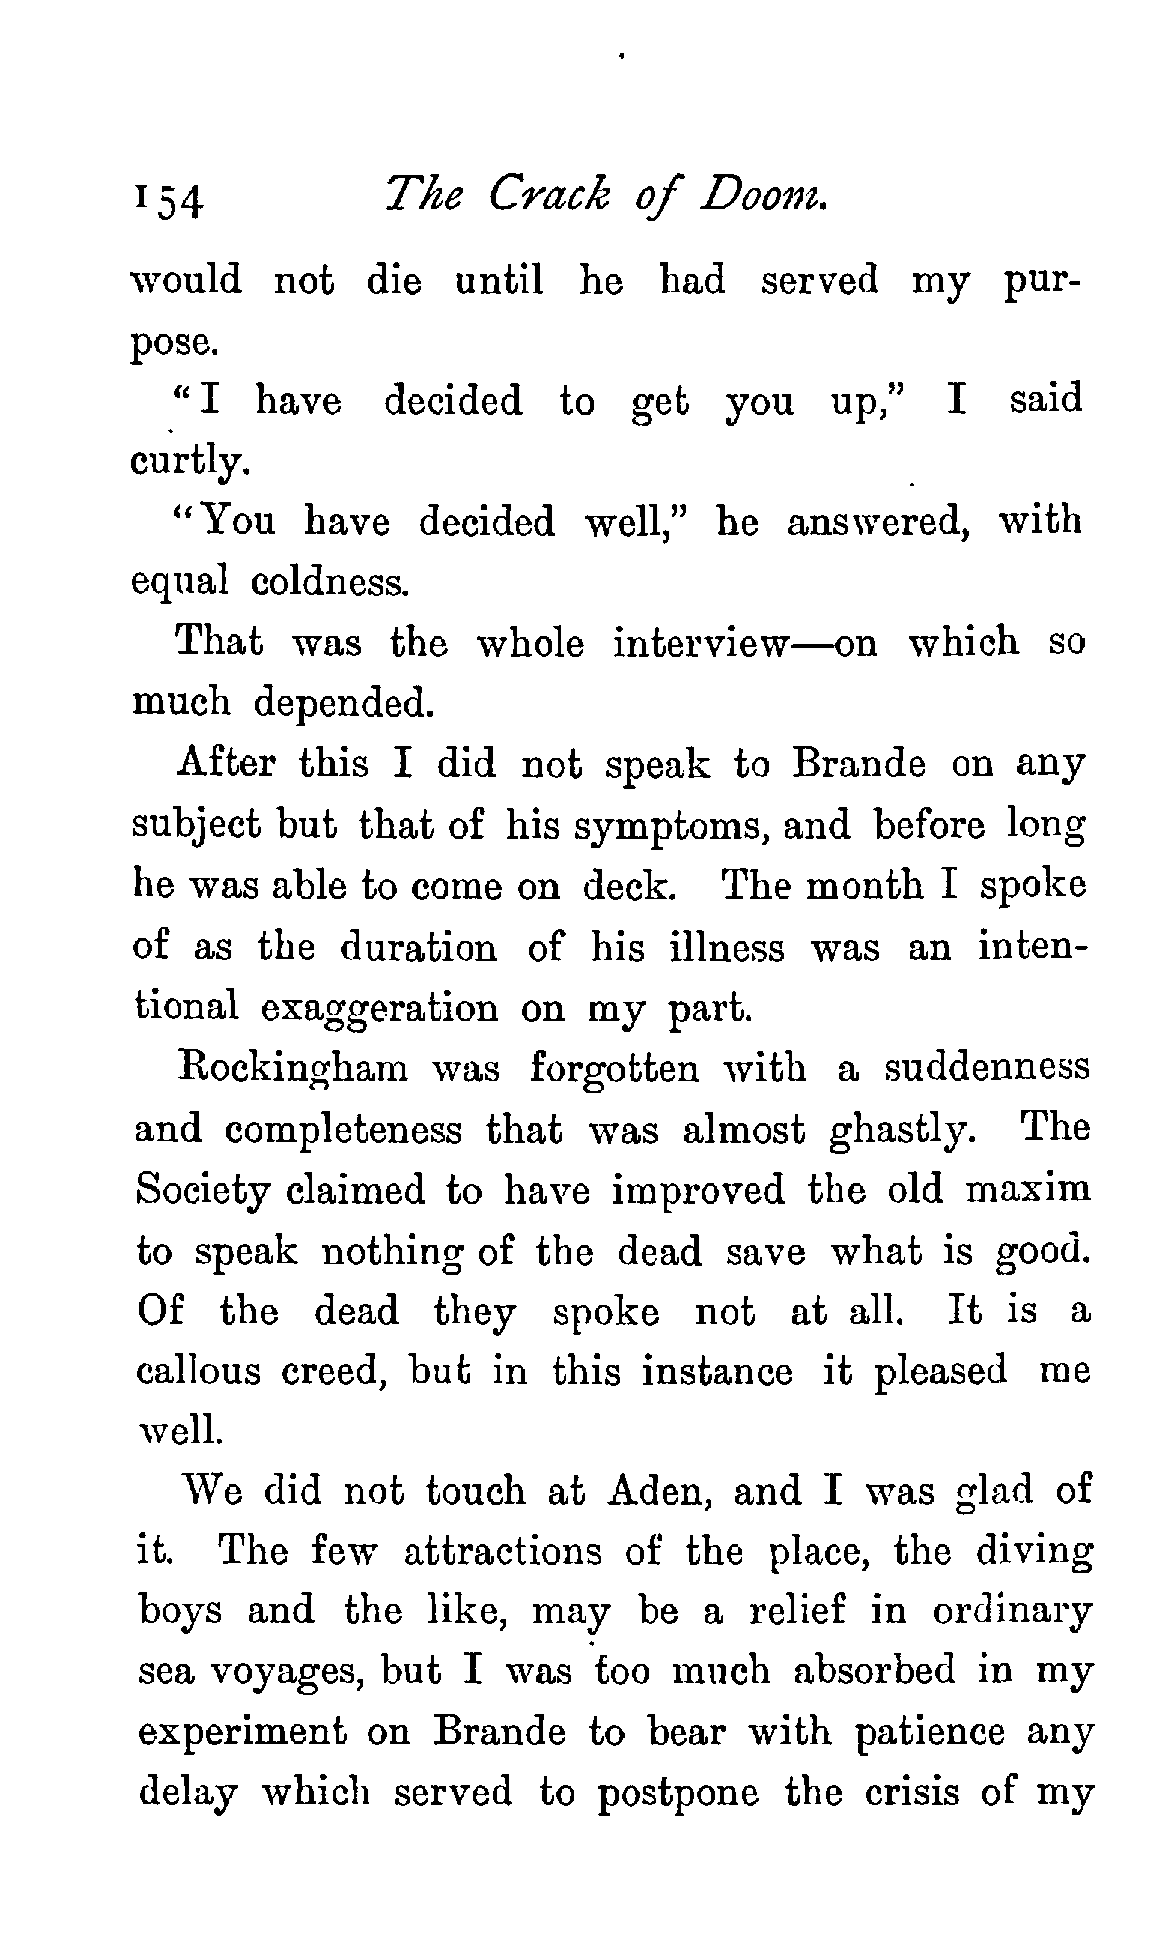 154 The Crack of Doom.
would not die until he had served my pur-
pose.
"I have decided to get you up," I said
curtly.
"You have decided well," he answered, with
equal coldness.
That was the whole interview—on which so
much depended.
After this I did not speak to Brande on any
subject but that of his symptoms, and before long
he was able to come on deck. The month I spoke
of as the duration of his illness was an inten-
tional exaggeration on my part.
Rockingham was forgotten with a suddenness
and completeness that was almost ghastly. The
Society claimed to have improved the old maxim
to speak nothing of the dead save what is good.
Of the dead they spoke not at all. It is a
callous creed, but in this instance it pleased me
well.
We did not touch at Aden, and I was glad of
it. The few attractions of the place, the diving
boys and the like, may be a relief in ordinary
sea voyages, but I was too much absorbed in my
experiment on Brande to bear with patience any
delay which served to postpone the crisis of my